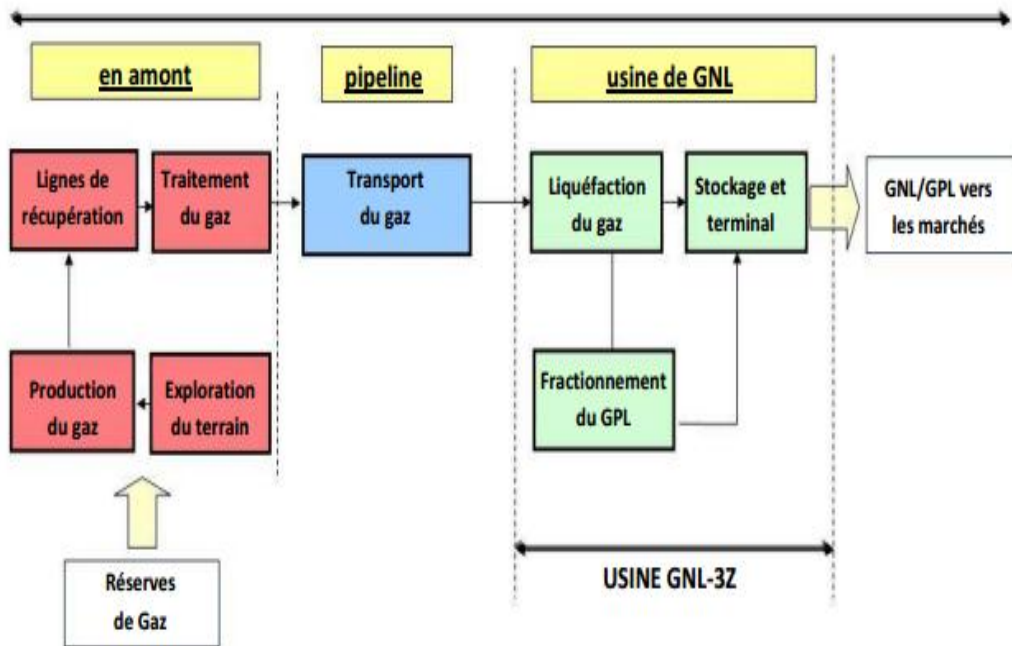 en amont
pipeline
usine de GNL
Lignes de
récupération
Traitement
du gaz
Transport
du gaz
Liquéfaction
du gaz
Stockage et
terminal
GNL/GPL vers
les marchés
Production
du gaz
Exploration
du terrain
Fractionnement
du GPL
Réserves
de Gaz
USINE GNL-3Z